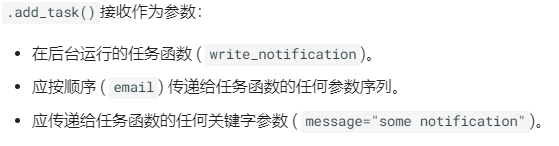 .add_task() 接收作为参数：
• 在后台运行的任务函数 ( write_notification )。
• 应按顺序 ( email ) 传递给任务函数的任何参数序列。
• 应传递给任务函数的任何关键字参数 ( message="some notification" )。